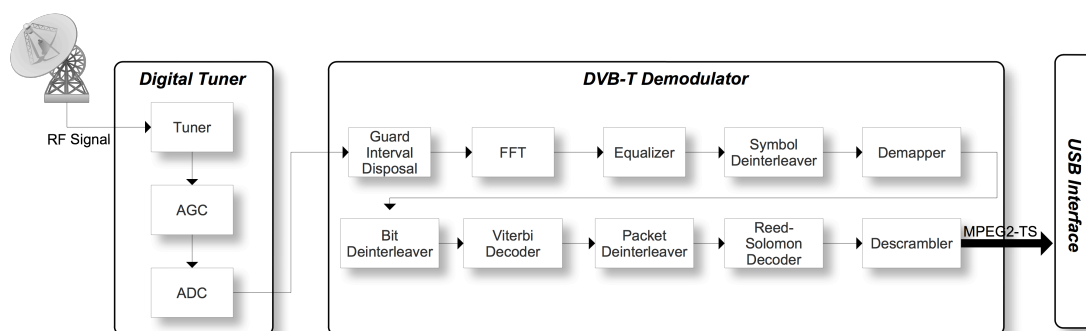 Digital Tuner
RF Signal
Tuner
AGC
ADC
DVB-T Demodulator
Guard
Interval
Disposal
FFT
Equalizer
Symbol
Deinterleaver
Demapper
Bit
Deinterleaver
Viterbi
Decoder
Packet
Deinterleaver
Reed-
Solomon
Decoder
Descrambler
MPEG2-TS
USB Interface